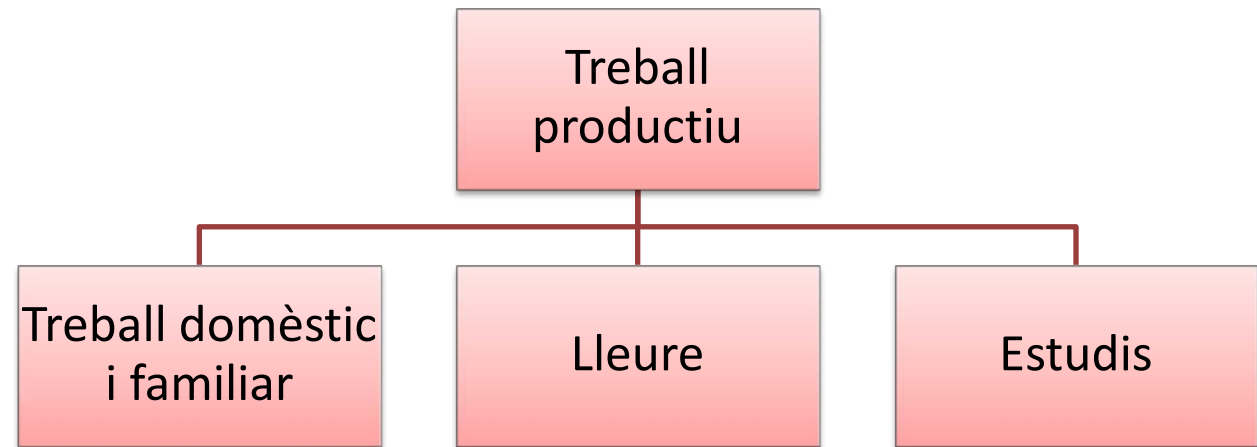 Treball
productiu
Treball domèstic
i familiar
Lleure
Estudis